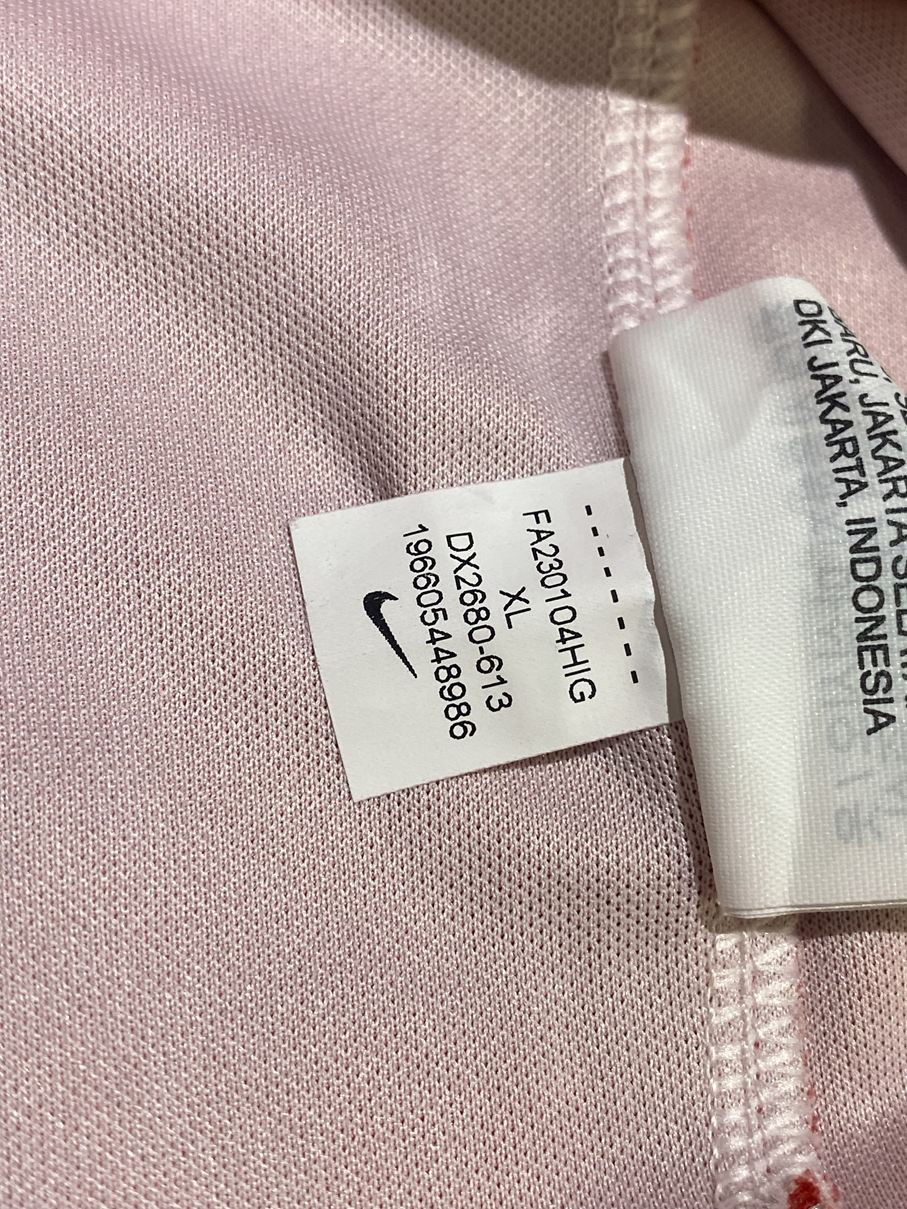 FA230104HIG
XL
DX2680-613
196605448986
DKI JAKARTA, INDONESIA